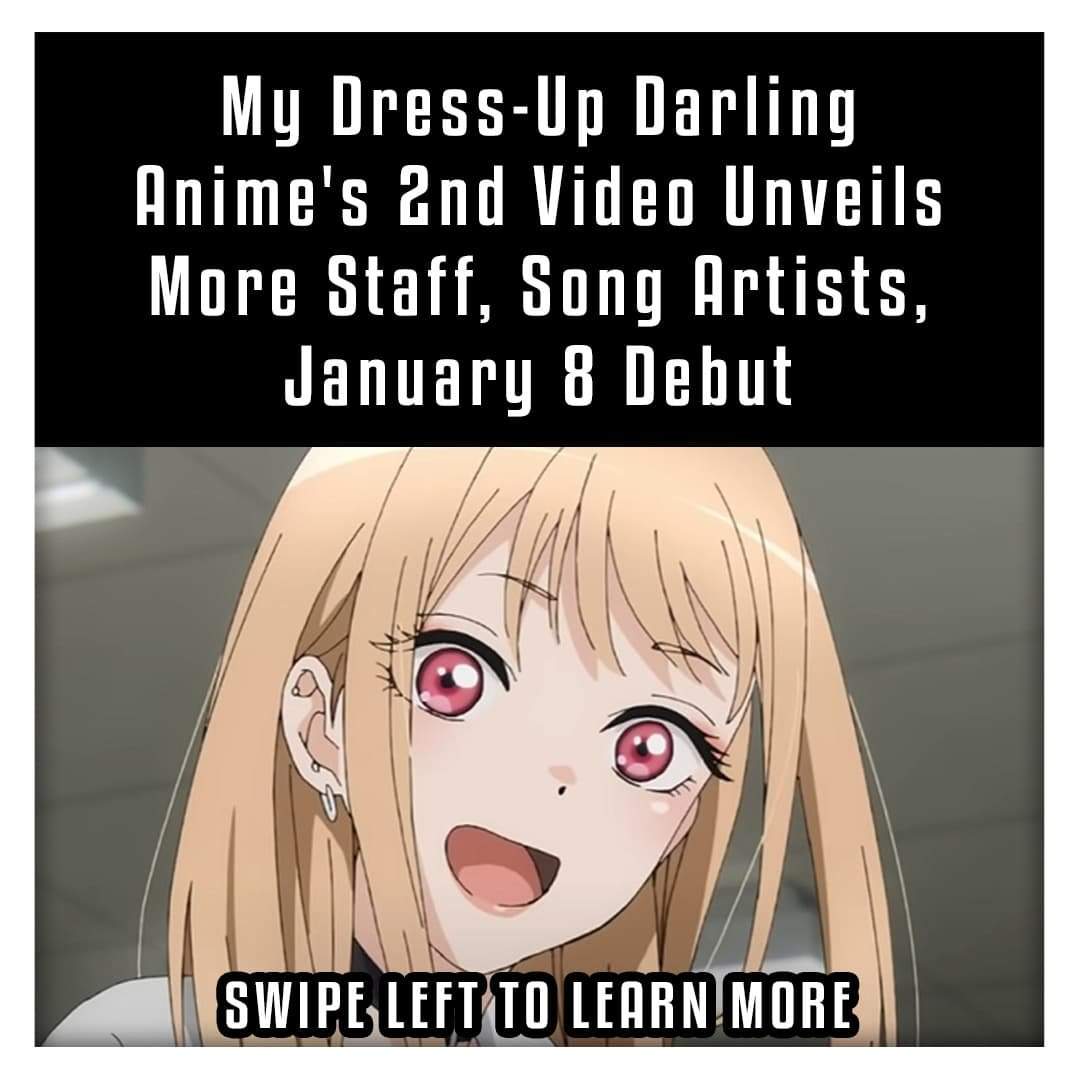 My Dress-Up Darling
Anime's 2nd Video Unveils
More Staff, Song Artists,
January 8 Debut
SWIPE LEFT TO LEARN MORE